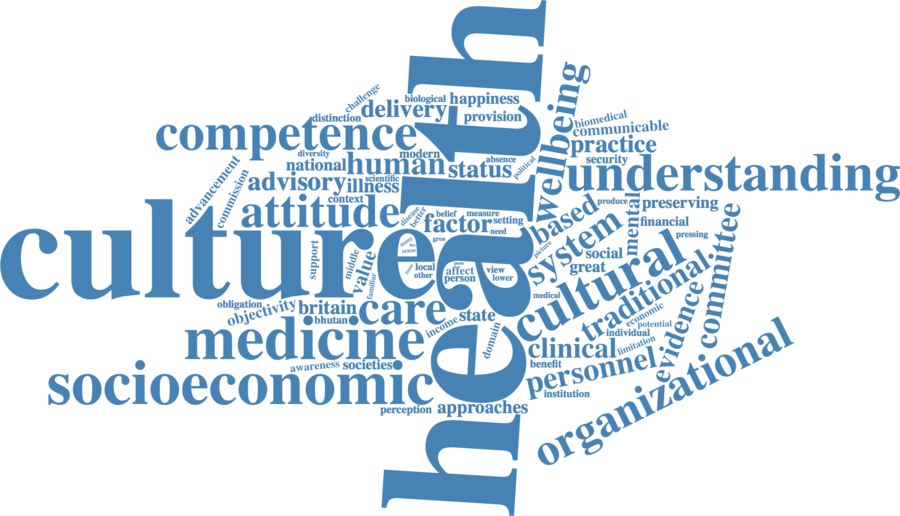 health
culture
challenge
biological
happiness
delivery
distinction
provision
competence
biomedical
communicable
wellbeing
practice
diversity
modern
absence
security
national
human
status
political
understanding
advancement
commission
advisory
scientific
illness
context
attitude
disease
better
belief
measure
factor
setting
need
gros
based
produce
mental
preserving
financial
pressing
system
picture
social
great
support
middle
value
familiar
local
other
poor
affect
person
view
lower
cultural
traditional
committee
obligation
objectivity
britain
bhutan
care
income
state
medical
economic
potential
individual
evidence
medicine
domain
clinical
limitation
awareness
societies
benefit
personnel
institution
socioeconomic
perception
approaches
organizational